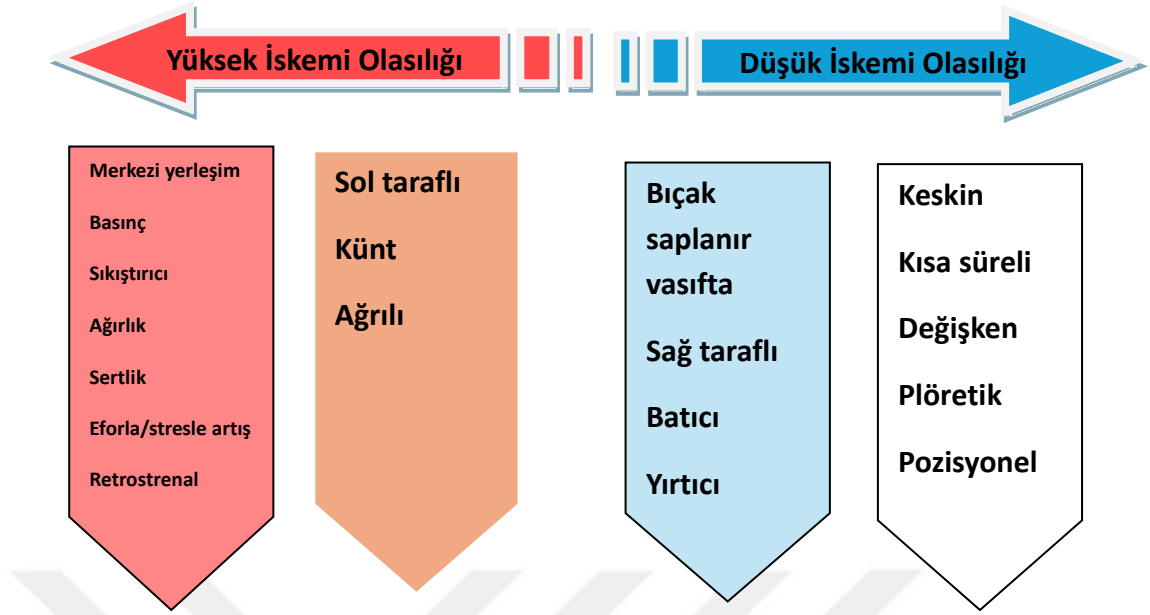 Yüksek İskemi Olasılığı
Düşük İskemi Olasılığı
Merkezi yerleşim
Basınç
Sıkıştırıcı
Ağırlık
Sertlik
Eforla/stresle artış
Retrostrenal
Sol taraflı
Künt
Ağrılı
Bıçak
saplanır
vasıfta
Sağ taraflı
Batıcı
Yırtıcı
Keskin
Kısa süreli
Değişken
Plöretik
Pozisyonel